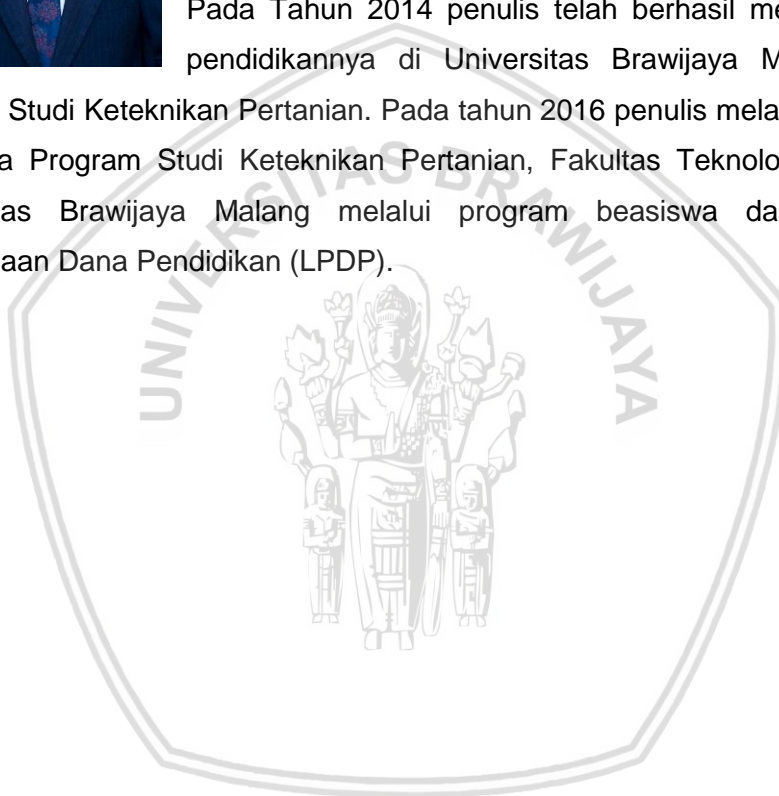 Pada Tahun 2014 penulis telah berhasil me
pendidikannya di Universitas Brawijaya M
Studi Keteknikan Pertanian. Pada tahun 2016 penulis mela
a Program Studi Keteknikan Pertanian, Fakultas Teknolo
as Brawijaya Malang melalui program beasiswa da
aan Dana Pendidikan (LPDP).
UNIVERSITAS BRAWIJAYA